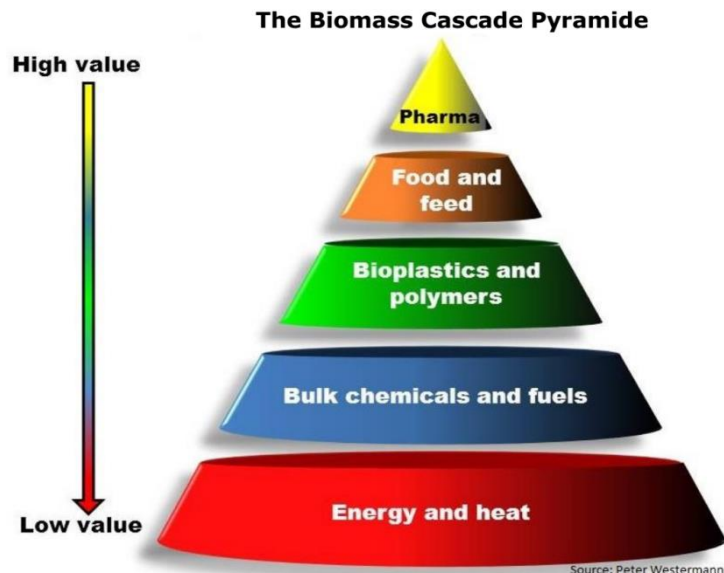 The Biomass Cascade Pyramide
High value
Pharma
Food and
feed
Bioplastics and
polymers
Bulk chemicals and fuels
Energy and heat
Low value
Source: Peter Westermann